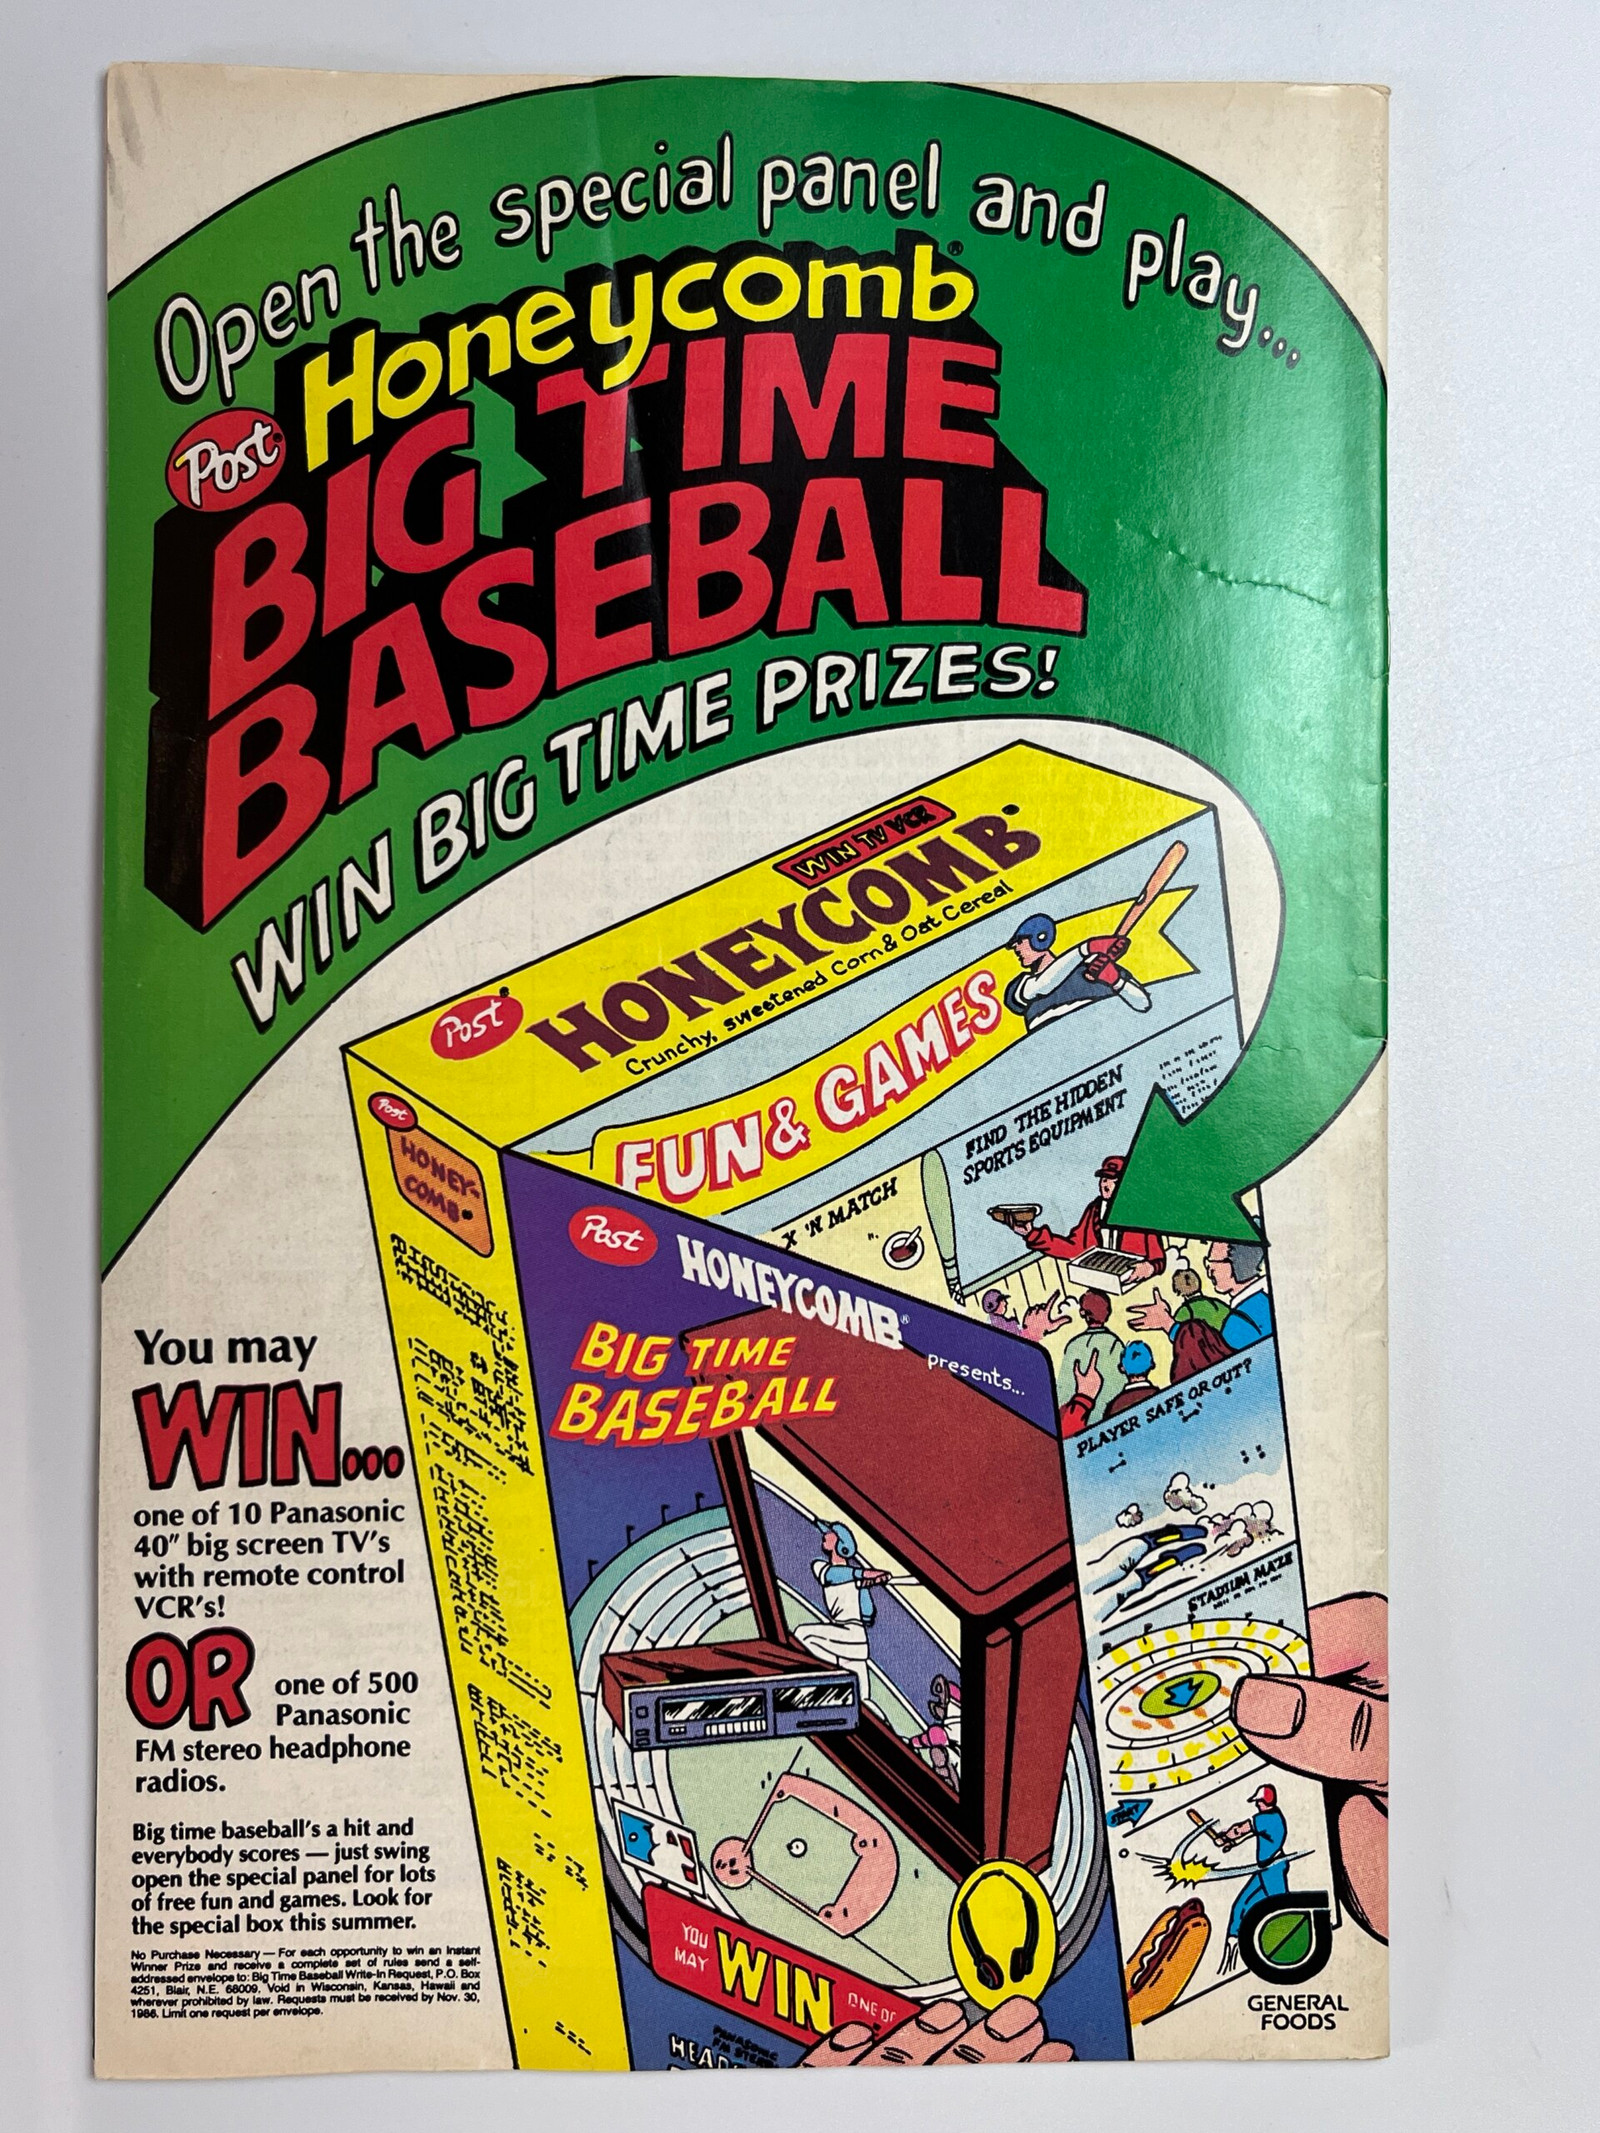 Open the special panel and play...
Post
Honeycomb®
BIG TIME
BASEBALL
WIN BIG TIME PRIZES!
WIN TV VCR
Post®
HONEYCOMB
Crunchy, sweetened Corn & Oat Cereal
FUN & GAMES
FIND THE HIDDEN
SPORTS EQUIPMENT
X 'N MATCH
Post
HONEY-
COMB
Post
HONEYCOMB®
presents...
BIG TIME
BASEBALL
PLAYER SAFE OR OUT?
STADIUM MAZE
START
YOU
MAY
WIN
ONE OF
PANASONIC
FM STEREO
You may
WIN...
one of 10 Panasonic
40" big screen TV's
with remote control
VCR's!
OR one of 500
Panasonic
FM stereo headphone
radios.
Big time baseball's a hit and
everybody scores — just swing
open the special panel for lots
of free fun and games. Look for
the special box this summer.
No Purchase Necessary — For each opportunity to win an Instant
Winner Prize and receive a complete set of rules send a self-
addressed envelope to: Big Time Baseball Write-In Request, P.O. Box
4251, Blair, N.E. 68009. Void in Wisconsin, Kansas, Hawaii and
wherever prohibited by law. Requests must be received by Nov. 30,
1986. Limit one request per envelope.
GENERAL
FOODS